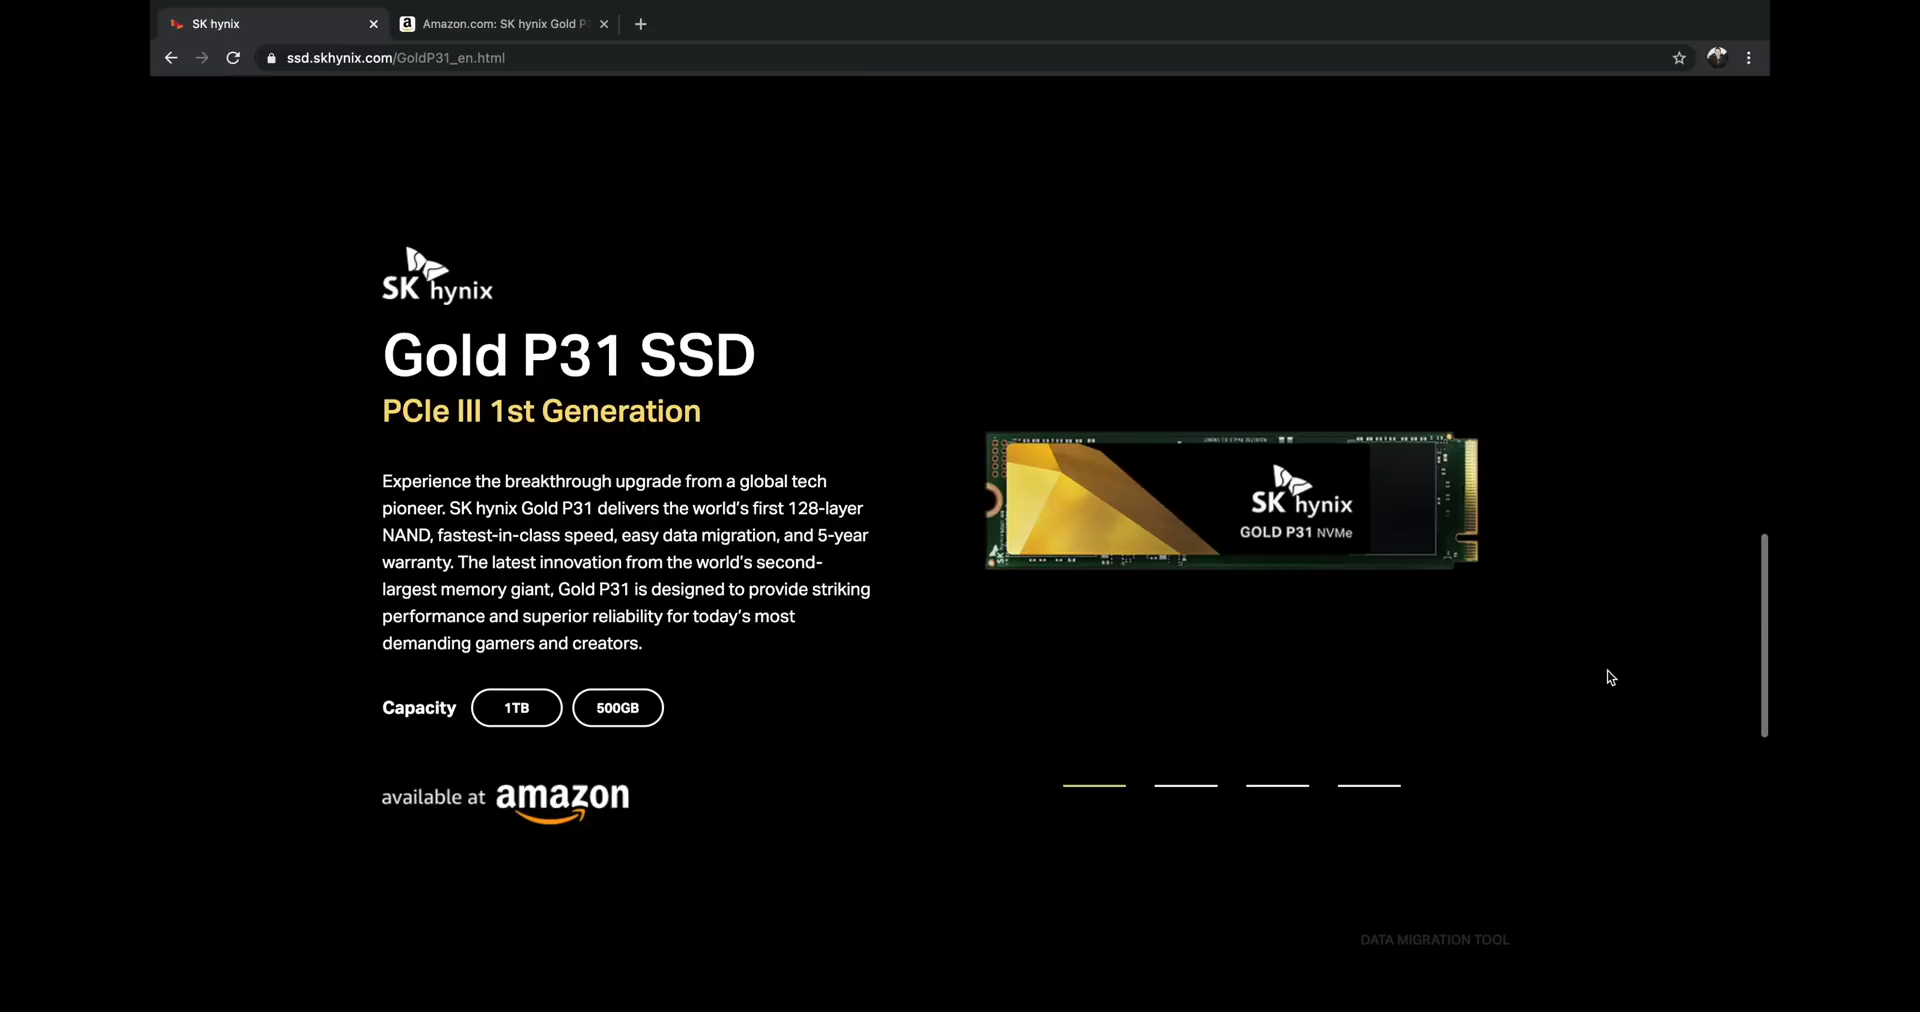 SK hynix
Amazon.com: SK hynix Gold P
ssd.skhynix.com/GoldP31_en.html
SK hynix
Gold P31 SSD
PCIe III 1st Generation
Experience the breakthrough upgrade from a global tech
pioneer. SK hynix Gold P31 delivers the world's first 128-layer
NAND, fastest-in-class speed, easy data migration, and 5-year
warranty. The latest innovation from the world's second-
largest memory giant, Gold P31 is designed to provide striking
performance and superior reliability for today's most
demanding gamers and creators.
Capacity 1TB 500GB
available at amazon
SK hynix
GOLD P31 NVMe
DATA MIGRATION TOOL